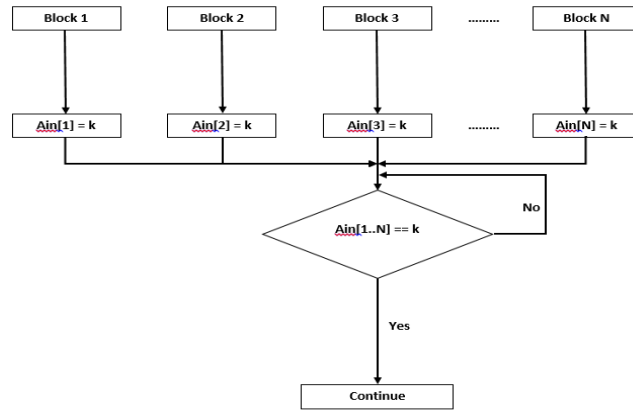 Block 1
Block 2
Block 3
.........
Block N
Ain[1] = k
Ain[2] = k
Ain[3] = k
.........
Ain[N] = k
No
Ain[1..N] == k
Yes
Continue